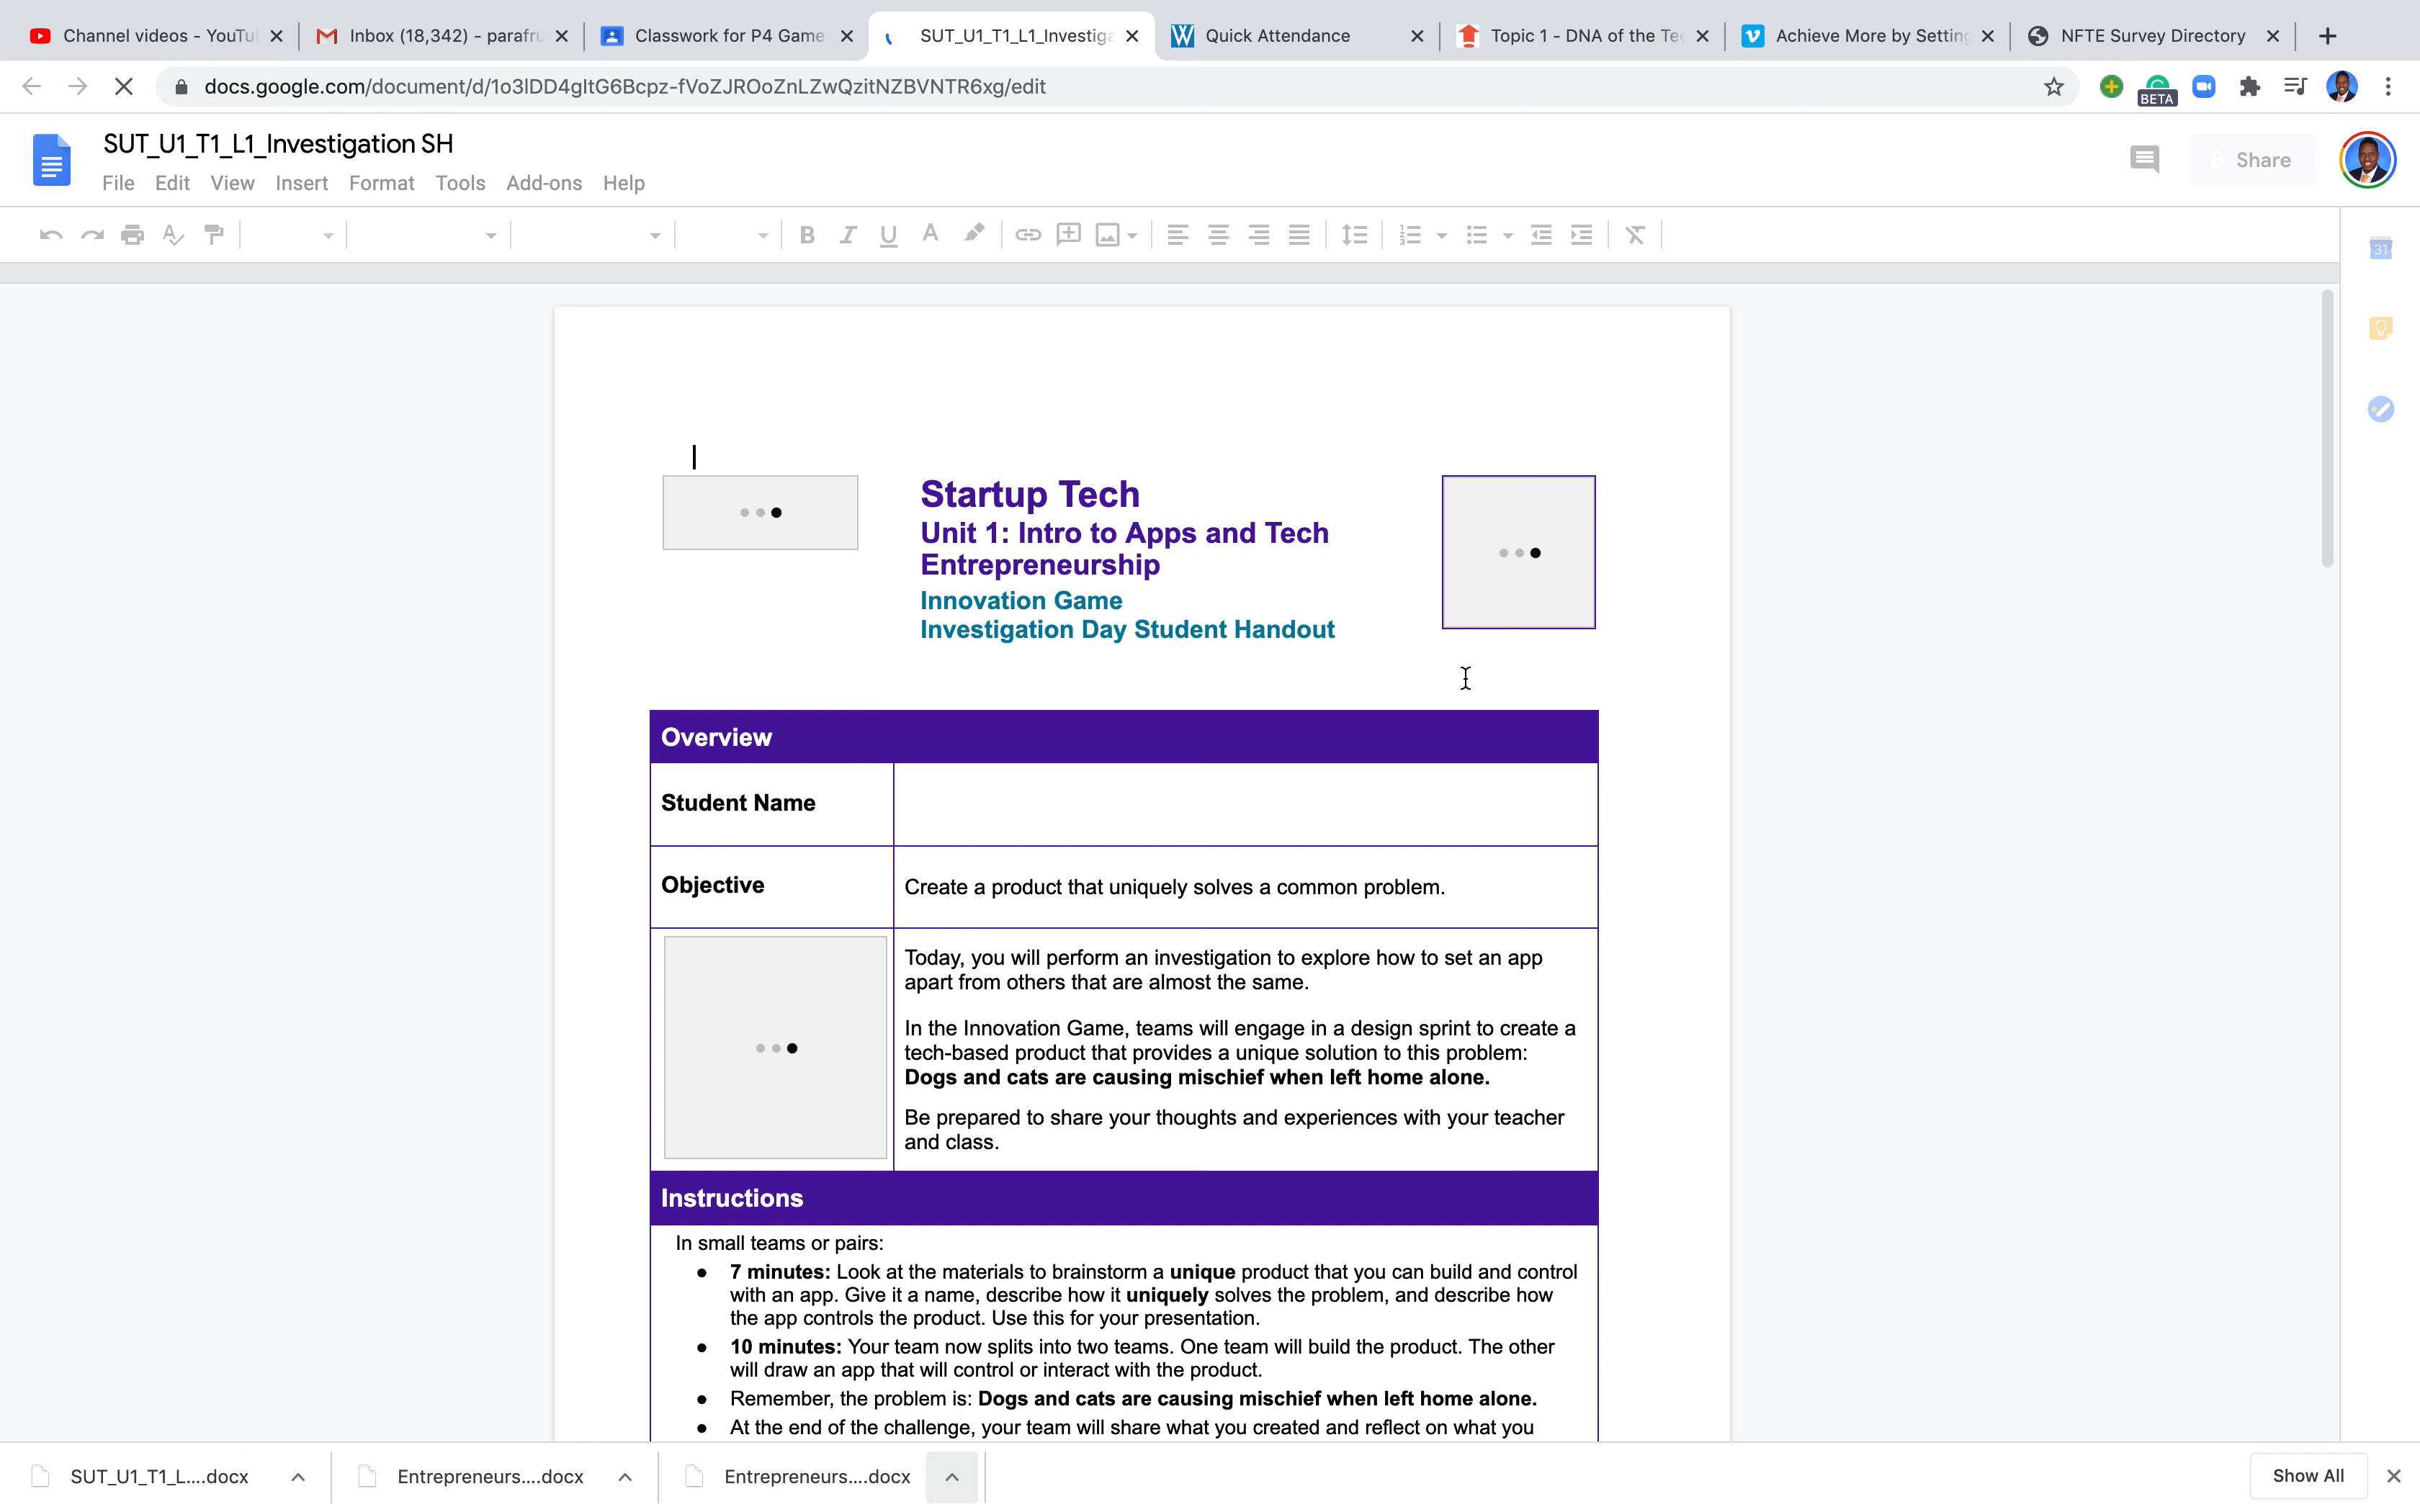 Channel videos - YouTu
Inbox (18,342) - parafru
Classwork for P4 Game
SUT_U1_T1_L1_Investiga
Quick Attendance
Topic 1 - DNA of the Tec
Achieve More by Setting
NFTE Survey Directory
docs.google.com/document/d/1o3lDD4gltG6Bcpz-fVoZJROoZnLZwQzitNZBVNTR6xg/edit
BETA
SUT_U1_T1_L1_Investigation SH
File Edit View Insert Format Tools Add-ons Help
Share
31
Startup Tech
Unit 1: Intro to Apps and Tech
Entrepreneurship
Innovation Game
Investigation Day Student Handout
Overview
Student Name
Objective
Create a product that uniquely solves a common problem.
Today, you will perform an investigation to explore how to set an app
apart from others that are almost the same.
In the Innovation Game, teams will engage in a design sprint to create a
tech-based product that provides a unique solution to this problem:
Dogs and cats are causing mischief when left home alone.
Be prepared to share your thoughts and experiences with your teacher
and class.
Instructions
In small teams or pairs:
● 7 minutes: Look at the materials to brainstorm a unique product that you can build and control
with an app. Give it a name, describe how it uniquely solves the problem, and describe how
the app controls the product. Use this for your presentation.
● 10 minutes: Your team now splits into two teams. One team will build the product. The other
will draw an app that will control or interact with the product.
● Remember, the problem is: Dogs and cats are causing mischief when left home alone.
● At the end of the challenge, your team will share what you created and reflect on what you
SUT_U1_T1_L....docx
Entrepreneurs....docx
Entrepreneurs....docx
Show All